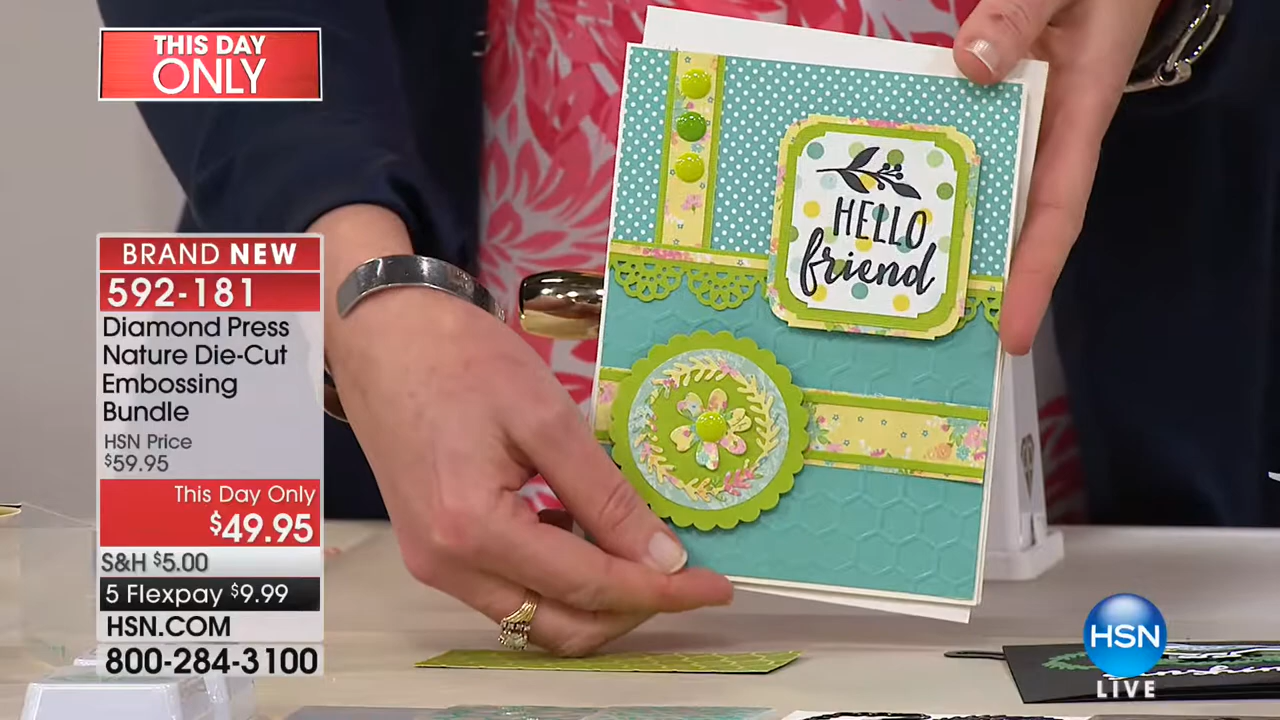 THIS DAY
ONLY
BRAND NEW
592-181
Diamond Press
Nature Die-Cut
Embossing
Bundle
HSN Price
$59.95
This Day Only
$49.95
S&H $5.00
5 Flexpay $9.99
HSN.COM
800-284-3100
HELLO
friend
HSN
LIVE